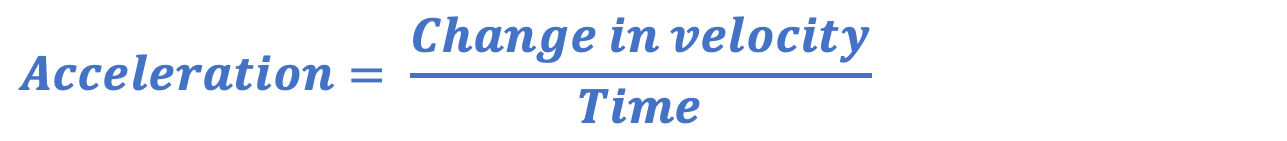 Change in velocity
Acceleration =
Time